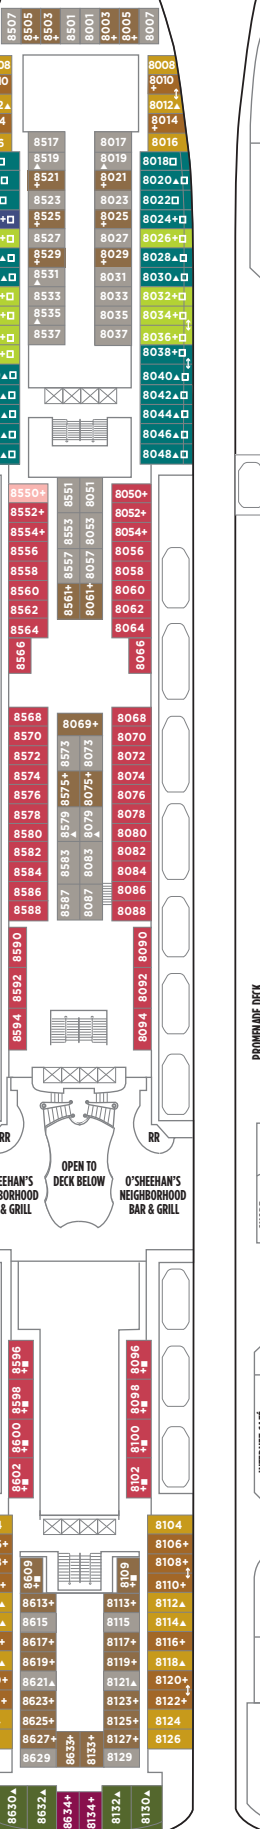 8507 8505+ 8503+ 8501 8001 8003+ 8005+ 8007
08 8008
10 8010+
2▲ 8012▲
4 8014+
6 8016
8517 8017
8519▲ 8019▲ 8018□
8521+ 8021+ 8020▲□
8523 8023 8022□
+□ 8525+ 8025+ 8024+□
+□ 8527 8027 8026+□
▲□ 8529+ 8029+ 8028▲□
▲□ 8531▲ 8031 8030▲□
+□ 8533 8033 8032+□
+□ 8535▲ 8035 8034+□
+□ 8537 8037 8036+□
+□ 8038+□
▲□ 8040▲□
▲□ 8042▲□
▲□ 8044▲□
▲□ 8046▲□
▲□ 8048▲□
8550+ 8551 8051 8050+
8552+ 8052+
8554+ 8553 8053 8054+
8556 8056
8558 8557 8057 8058
8560 8060
8562 8561+ 8061+ 8062
8564 8064
8566 8066
8568 8069+ 8068
8570 8070
8572 8573 8073 8072
8574 8074
8576 8575+ 8075+ 8076
8578 8078
8580 8579▲ 8079▲ 8080
8582 8082
8584 8583 8083 8084
8586 8086
8588 8587 8087 8088
8590 8090
8592 8092
8594 8094
PROMENADE DECK
RR RR
OPEN TO
DECK BELOW
EEHAN'S
BORHOOD
& GRILL
O'SHEEHAN'S
NEIGHBORHOOD
BAR & GRILL
8596+■ 8096+■
8598+■ 8098+■
8600+■ 8100+■
8602+■ 8102+■
8104
8106+
8609+■ 8109+■ 8108+
8110+
8613+ 8113+ 8112▲
8615 8115 8114▲
8617+ 8117+ 8116+
8619+ 8119+ 8118▲
8621▲ 8121▲ 8120+
8623+ 8123+ 8122+
8625+ 8125+ 8124
8627+ 8633+ 8133+ 8127+ 8126
8629 8129
8630▲ 8632▲ 8634+ 8134+ 8132▲ 8130▲